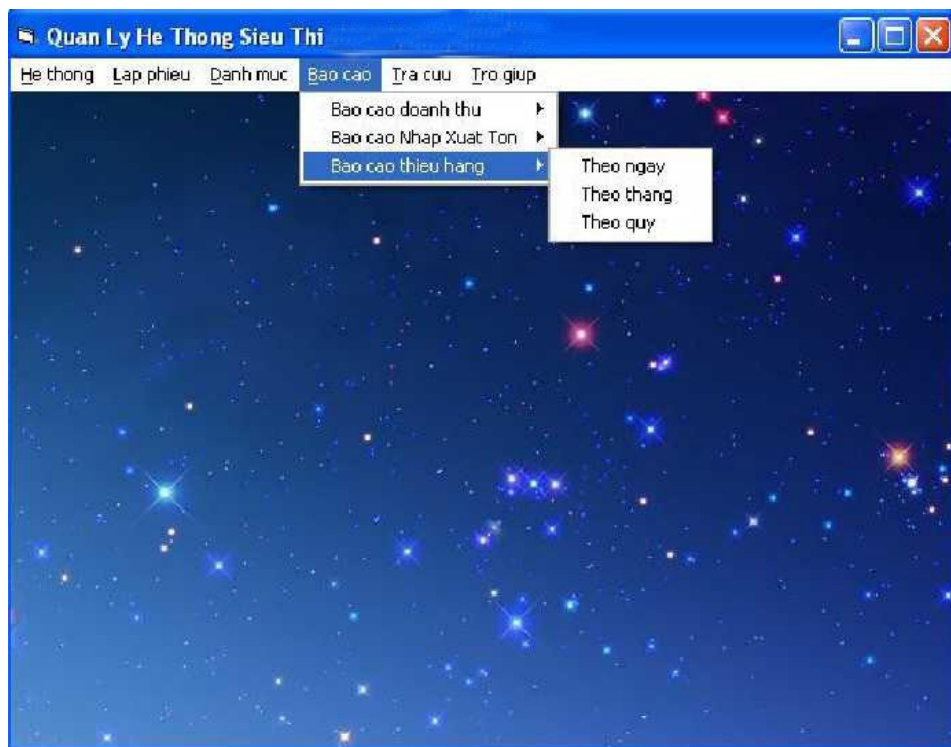 Quan Ly He Thong Sieu Thi
He thong Lap phieu Danh muc Bao cao Tra cuu Tro giup
Bao cao doanh thu
Bao cao Nhap Xuat Ton
Bao cao thieu hang
Theo ngay
Theo thang
Theo quy